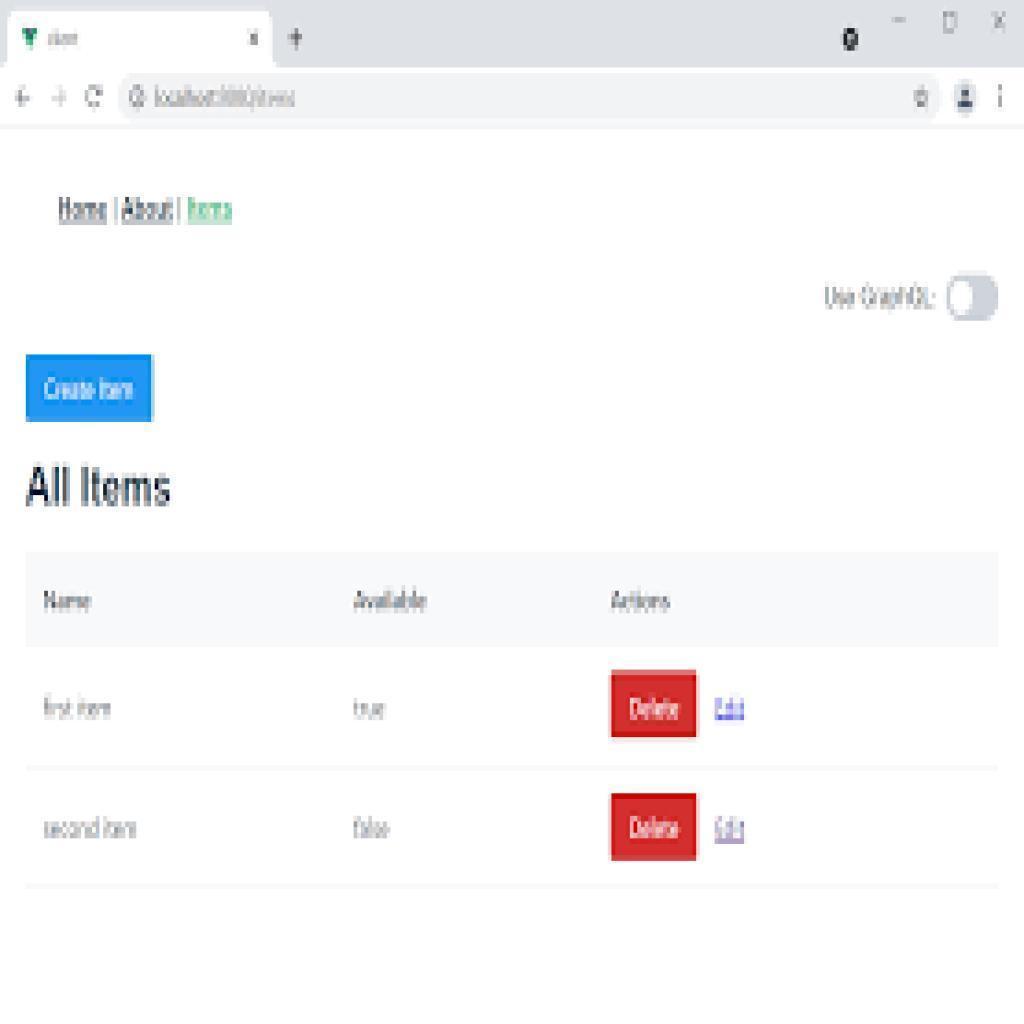 client
localhost:8080/items
Home | About | Items
Use GraphQL:
Create Item
All Items
Name Available Actions
first item true Delete Edit
second item false Delete Edit